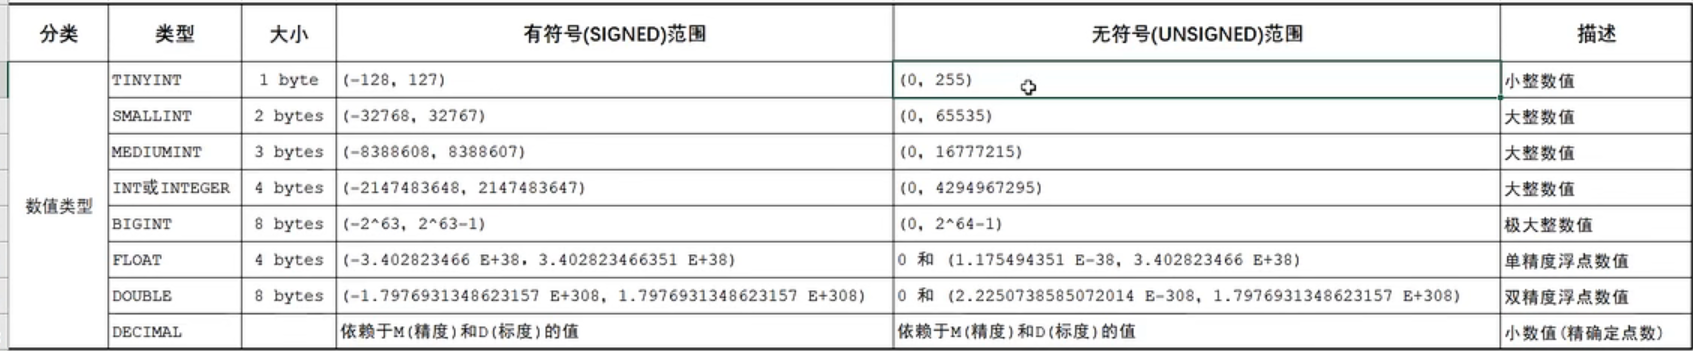 分类 类型 大小 有符号(SIGNED)范围 无符号(UNSIGNED)范围 描述
TINYINT 1 byte (-128, 127) (0, 255) 小整数值
SMALLINT 2 bytes (-32768, 32767) (0, 65535) 大整数值
MEDIUMINT 3 bytes (-8388608, 8388607) (0, 16777215) 大整数值
INT或INTEGER 4 bytes (-2147483648, 2147483647) (0, 4294967295) 大整数值
数值类型
BIGINT 8 bytes (-2^63, 2^63-1) (0, 2^64-1) 极大整数值
FLOAT 4 bytes (-3.402823466 E+38, 3.402823466351 E+38) 0 和 (1.175494351 E-38, 3.402823466 E+38) 单精度浮点数值
DOUBLE 8 bytes (-1.7976931348623157 E+308, 1.7976931348623157 E+308) 0 和 (2.2250738585072014 E-308, 1.7976931348623157 E+308) 双精度浮点数值
DECIMAL 依赖于M(精度)和D(标度)的值 依赖于M(精度)和D(标度)的值 小数值(精确定点数)